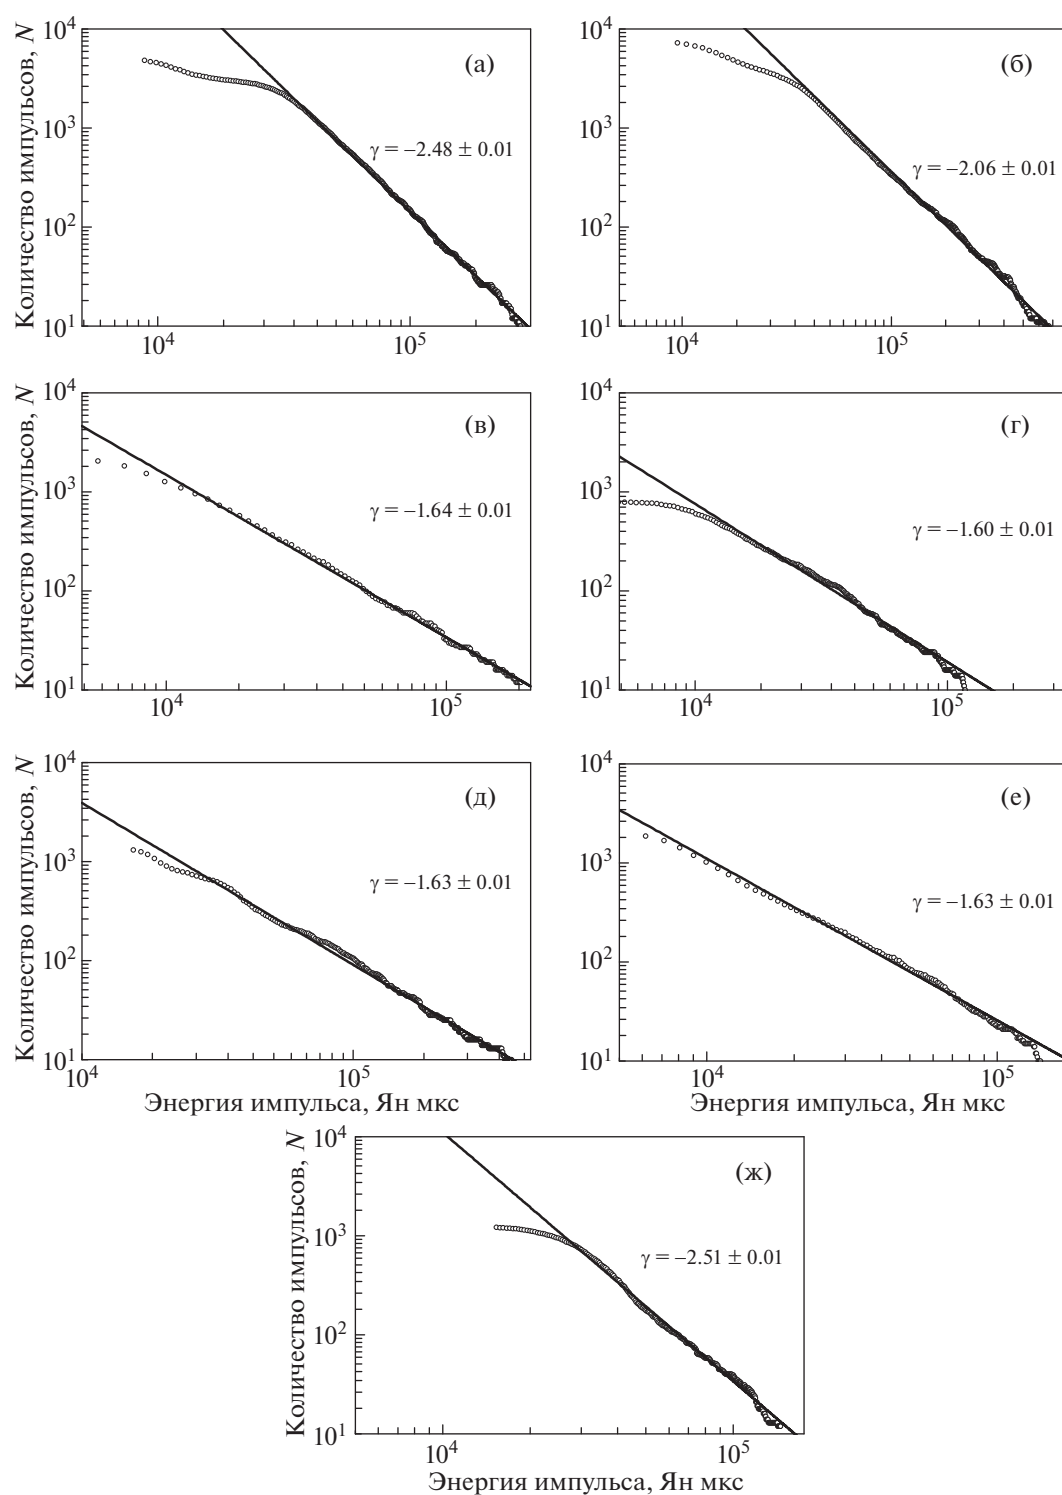 Количество импульсов, N
10⁴
10³
10²
10¹
(а)
γ = −2.48 ± 0.01
10⁴
10⁵
10⁴
10³
10²
10¹
(б)
γ = −2.06 ± 0.01
10⁴
10⁵
Количество импульсов, N
10⁴
10³
10²
10¹
(в)
γ = −1.64 ± 0.01
10⁴
10⁵
10⁴
10³
10²
10¹
(г)
γ = −1.60 ± 0.01
10⁴
10⁵
Количество импульсов, N
10⁴
10³
10²
10¹
(д)
γ = −1.63 ± 0.01
10⁴
10⁵
Энергия импульса, Ян мкс
10⁴
10³
10²
10¹
(е)
γ = −1.63 ± 0.01
10⁴
10⁵
Энергия импульса, Ян мкс
Количество импульсов, N
10⁴
10³
10²
10¹
(ж)
γ = −2.51 ± 0.01
10⁴
10⁵
Энергия импульса, Ян мкс